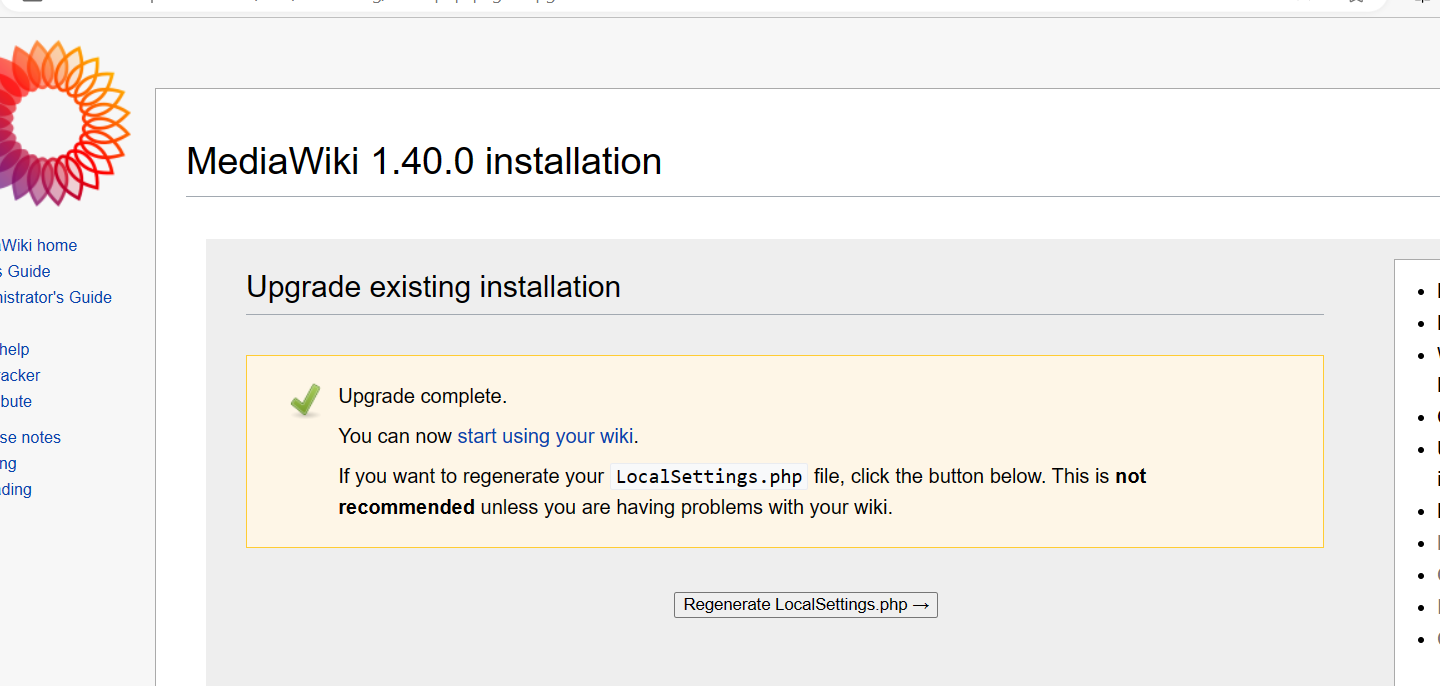 MediaWiki 1.40.0 installation
Wiki home
Guide
nistrator's Guide
help
acker
bute
se notes
ng
ding
Upgrade existing installation
Upgrade complete.
You can now start using your wiki.
If you want to regenerate your LocalSettings.php file, click the button below. This is not
recommended unless you are having problems with your wiki.
Regenerate LocalSettings.php →